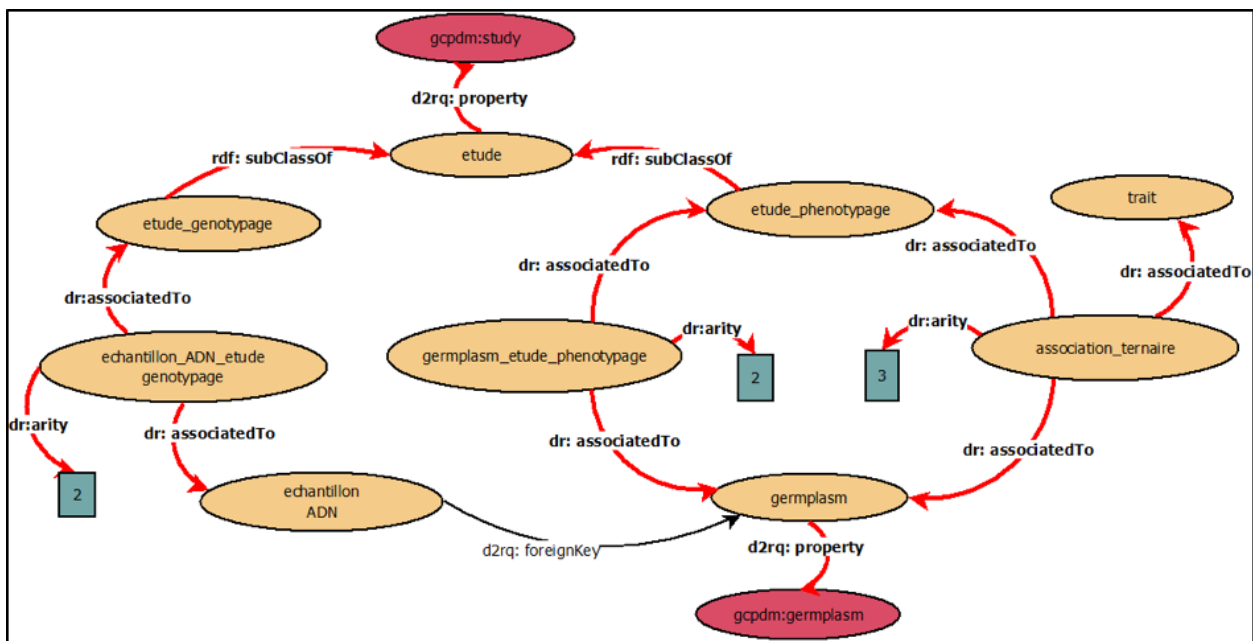 gcpdm:study
d2rq: property
etude
rdf: subClassOf
rdf: subClassOf
etude_genotypage
etude_phenotypage
trait
dr: associatedTo
dr: associatedTo
dr: associatedTo
dr:associatedTo
echantillon_ADN_etude
genotypage
germplasm_etude_phenotypage
dr:arity
dr:arity
association_ternaire
2
3
dr:arity
dr: associatedTo
dr: associatedTo
dr: associatedTo
2
echantillon
ADN
germplasm
d2rq: foreignKey
d2rq: property
gcpdm:germplasm